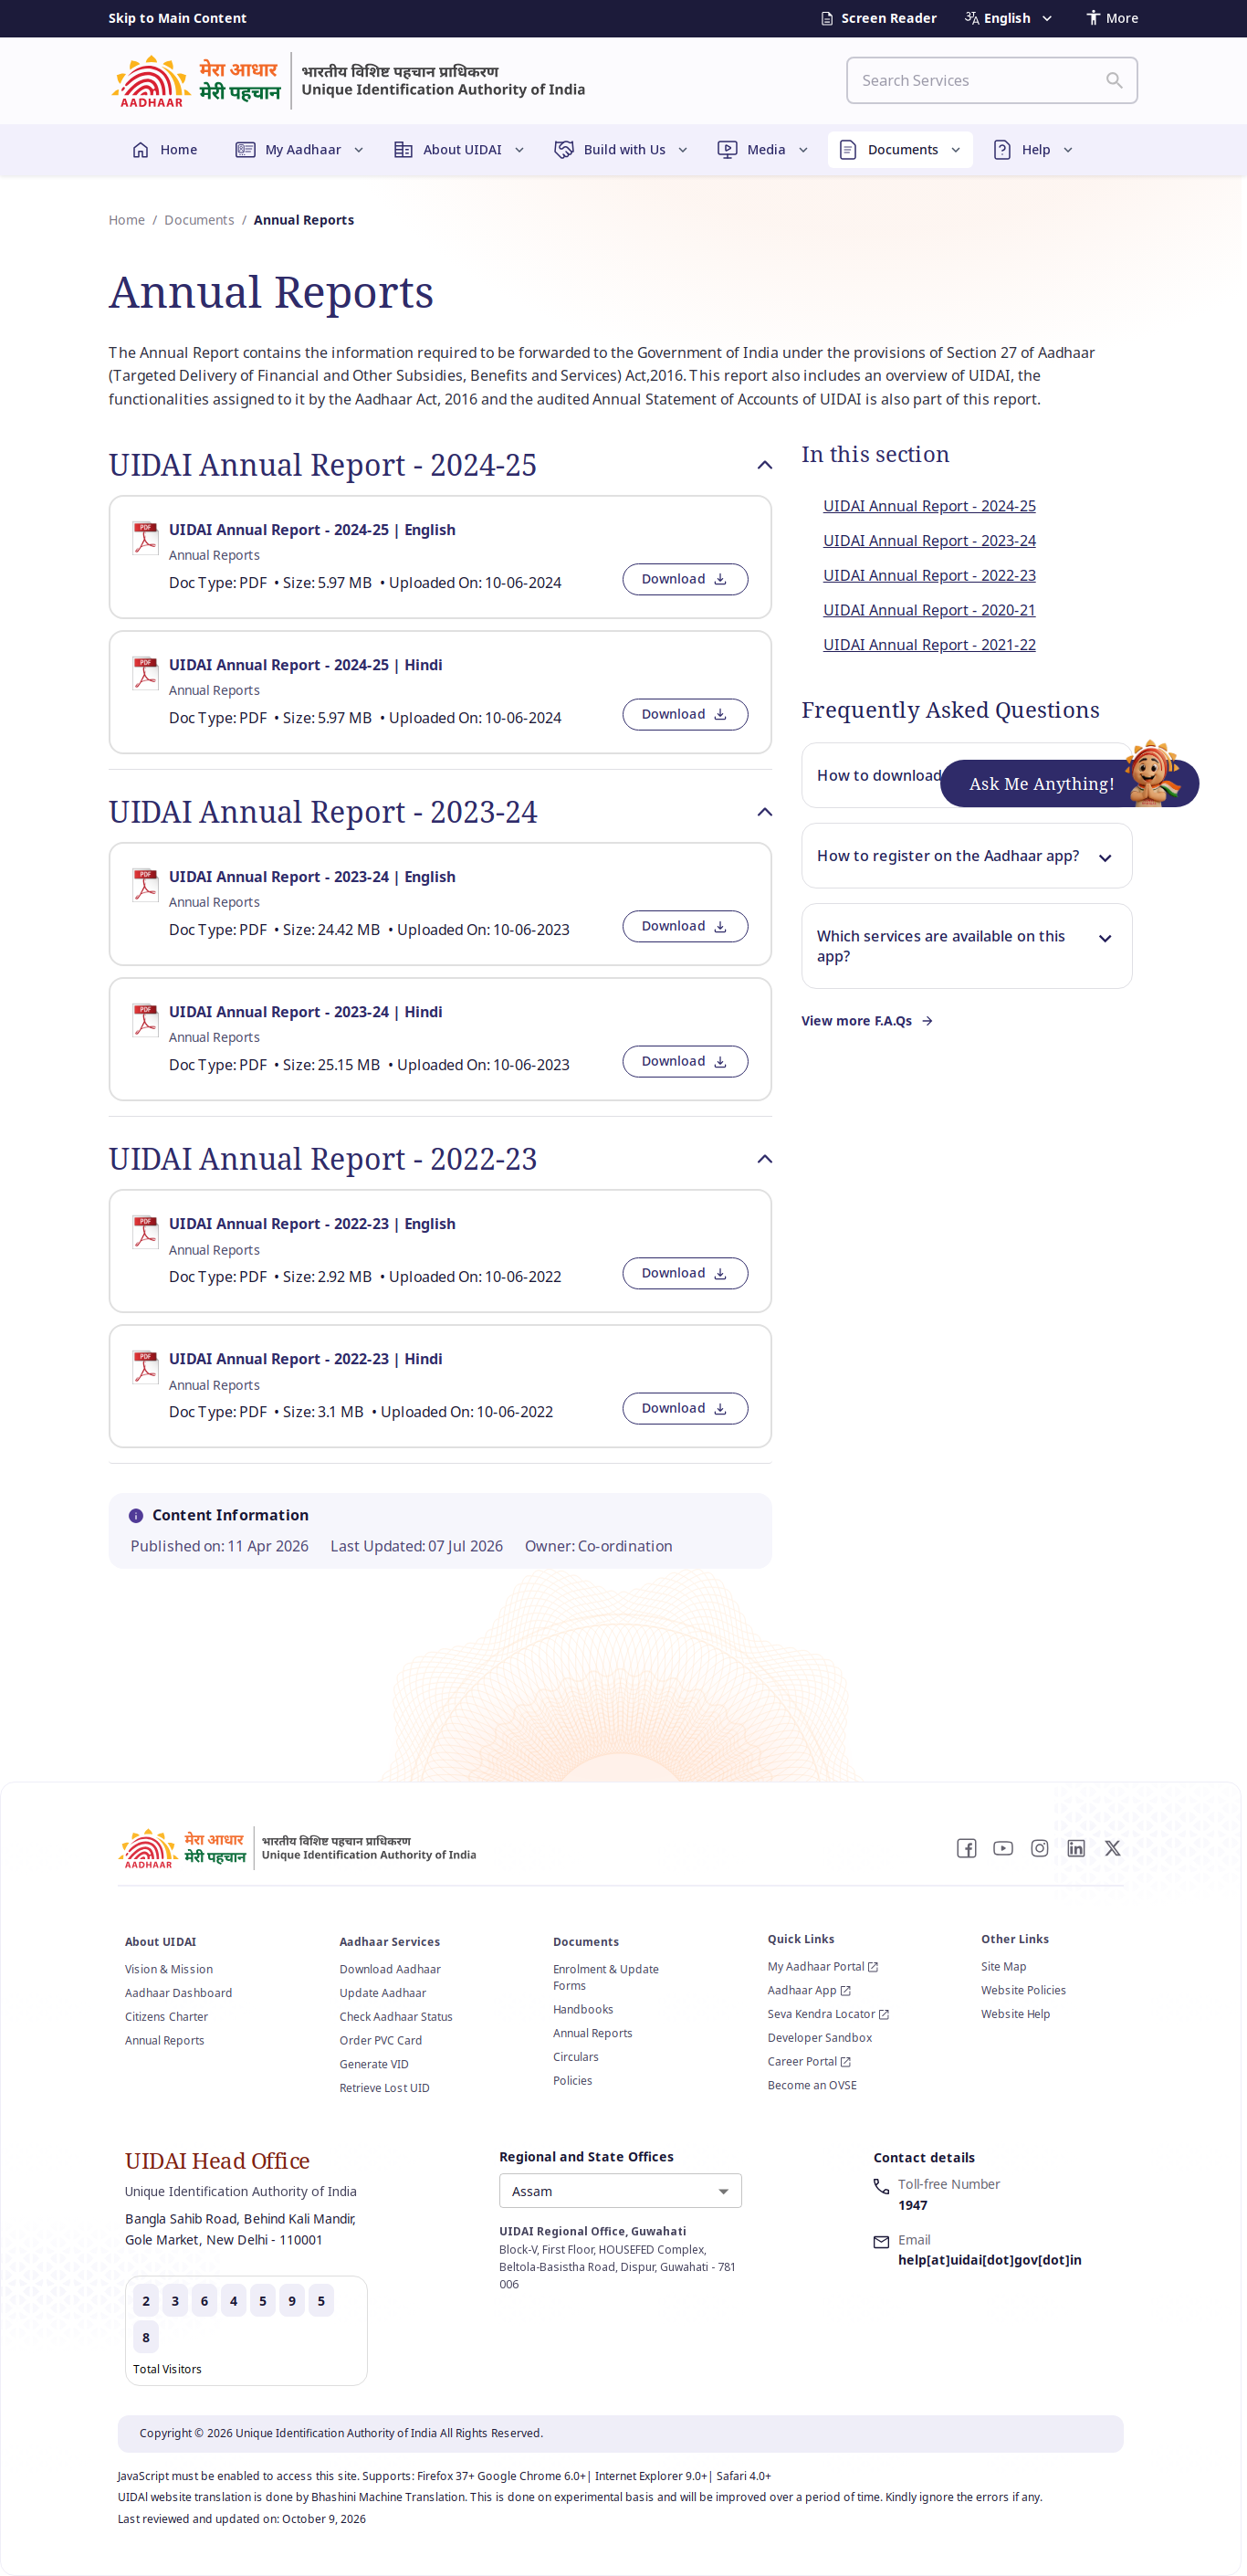 Skip to Main Content
Screen Reader
English
More
AADHAAR
मेरा आधार
मेरी पहचान
भारतीय विशिष्ट पहचान प्राधिकरण
Unique Identification Authority of India
Search Services
Home
My Aadhaar
About UIDAI
Build with Us
Media
Documents
Help
Home / Documents / Annual Reports
Annual Reports
The Annual Report contains the information required to be forwarded to the Government of India under the provisions of Section 27 of Aadhaar
(Targeted Delivery of Financial and Other Subsidies, Benefits and Services) Act,2016. This report also includes an overview of UIDAI, the
functionalities assigned to it by the Aadhaar Act, 2016 and the audited Annual Statement of Accounts of UIDAI is also part of this report.
UIDAI Annual Report - 2024-25
PDF
UIDAI Annual Report - 2024-25 | English
Annual Reports
Doc Type: PDF • Size: 5.97 MB • Uploaded On: 10-06-2024
Download
PDF
UIDAI Annual Report - 2024-25 | Hindi
Annual Reports
Doc Type: PDF • Size: 5.97 MB • Uploaded On: 10-06-2024
Download
UIDAI Annual Report - 2023-24
PDF
UIDAI Annual Report - 2023-24 | English
Annual Reports
Doc Type: PDF • Size: 24.42 MB • Uploaded On: 10-06-2023
Download
PDF
UIDAI Annual Report - 2023-24 | Hindi
Annual Reports
Doc Type: PDF • Size: 25.15 MB • Uploaded On: 10-06-2023
Download
UIDAI Annual Report - 2022-23
PDF
UIDAI Annual Report - 2022-23 | English
Annual Reports
Doc Type: PDF • Size: 2.92 MB • Uploaded On: 10-06-2022
Download
PDF
UIDAI Annual Report - 2022-23 | Hindi
Annual Reports
Doc Type: PDF • Size: 3.1 MB • Uploaded On: 10-06-2022
Download
Content Information
Published on: 11 Apr 2026 Last Updated: 07 Jul 2026 Owner: Co-ordination
In this section
UIDAI Annual Report - 2024-25
UIDAI Annual Report - 2023-24
UIDAI Annual Report - 2022-23
UIDAI Annual Report - 2020-21
UIDAI Annual Report - 2021-22
Frequently Asked Questions
How to download
Ask Me Anything!
How to register on the Aadhaar app?
Which services are available on this
app?
View more F.A.Qs
AADHAAR
मेरा आधार
मेरी पहचान
भारतीय विशिष्ट पहचान प्राधिकरण
Unique Identification Authority of India
About UIDAI
Vision & Mission
Aadhaar Dashboard
Citizens Charter
Annual Reports
Aadhaar Services
Download Aadhaar
Update Aadhaar
Check Aadhaar Status
Order PVC Card
Generate VID
Retrieve Lost UID
Documents
Enrolment & Update
Forms
Handbooks
Annual Reports
Circulars
Policies
Quick Links
My Aadhaar Portal
Aadhaar App
Seva Kendra Locator
Developer Sandbox
Career Portal
Become an OVSE
Other Links
Site Map
Website Policies
Website Help
UIDAI Head Office
Unique Identification Authority of India
Bangla Sahib Road, Behind Kali Mandir,
Gole Market, New Delhi - 110001
2 3 6 4 5 9 5
8
Total Visitors
Regional and State Offices
Assam
UIDAI Regional Office, Guwahati
Block-V, First Floor, HOUSEFED Complex,
Beltola-Basistha Road, Dispur, Guwahati - 781
006
Contact details
Toll-free Number
1947
Email
help[at]uidai[dot]gov[dot]in
Copyright © 2026 Unique Identification Authority of India All Rights Reserved.
JavaScript must be enabled to access this site. Supports: Firefox 37+ Google Chrome 6.0+| Internet Explorer 9.0+| Safari 4.0+
UIDAI website translation is done by Bhashini Machine Translation. This is done on experimental basis and will be improved over a period of time. Kindly ignore the errors if any.
Last reviewed and updated on: October 9, 2026